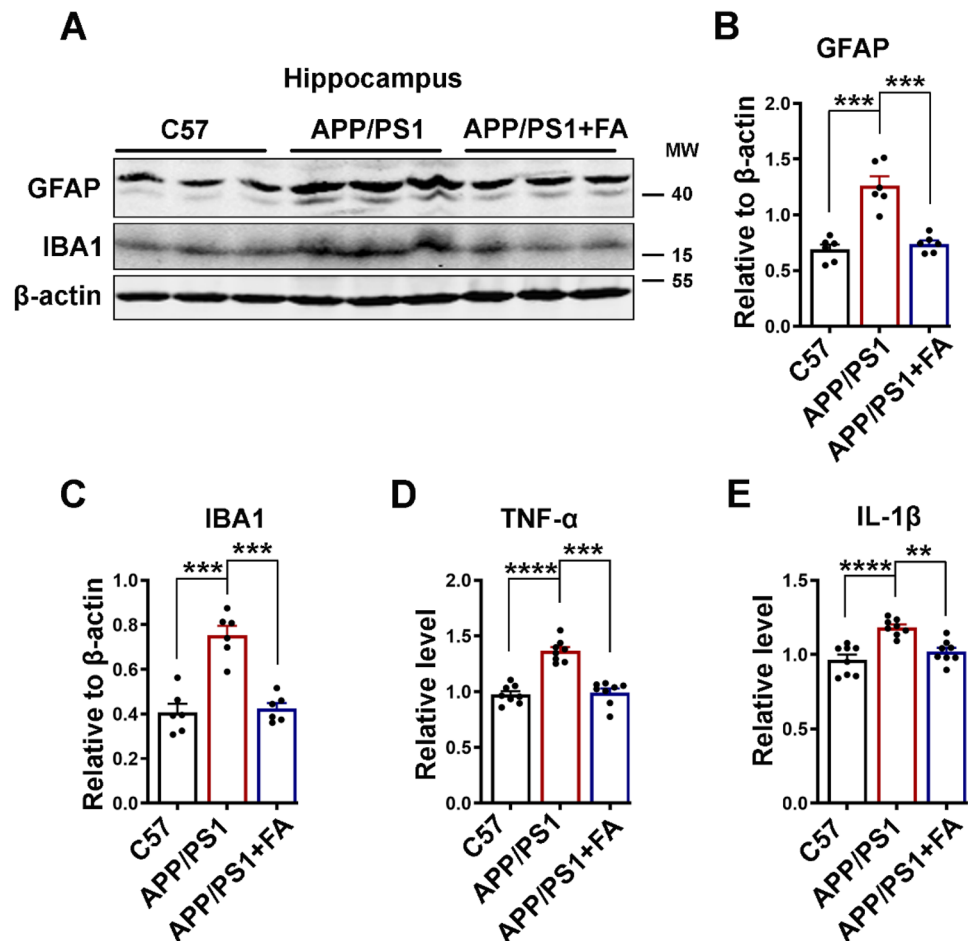 A
Hippocampus
C57 APP/PS1 APP/PS1+FA
MW
GFAP
40
IBA1
15
55
β-actin
B
GFAP
*** ***
Relative to β-actin
2.0
1.5
1.0
0.5
0.0
C57
APP/PS1
APP/PS1+FA
C
IBA1
*** ***
Relative to β-actin
1.0
0.8
0.6
0.4
0.2
0.0
C57
APP/PS1
APP/PS1+FA
D
TNF-α
**** ***
Relative level
2.0
1.5
1.0
0.5
0.0
C57
APP/PS1
APP/PS1+FA
E
IL-1β
**** **
Relative level
1.5
1.0
0.5
0.0
C57
APP/PS1
APP/PS1+FA